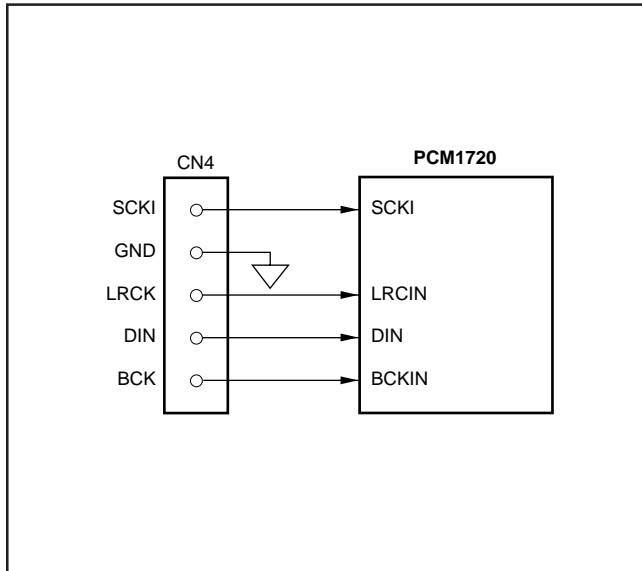 CN4
PCM1720
SCKI
SCKI
GND
LRCK
LRCIN
DIN
DIN
BCK
BCKIN